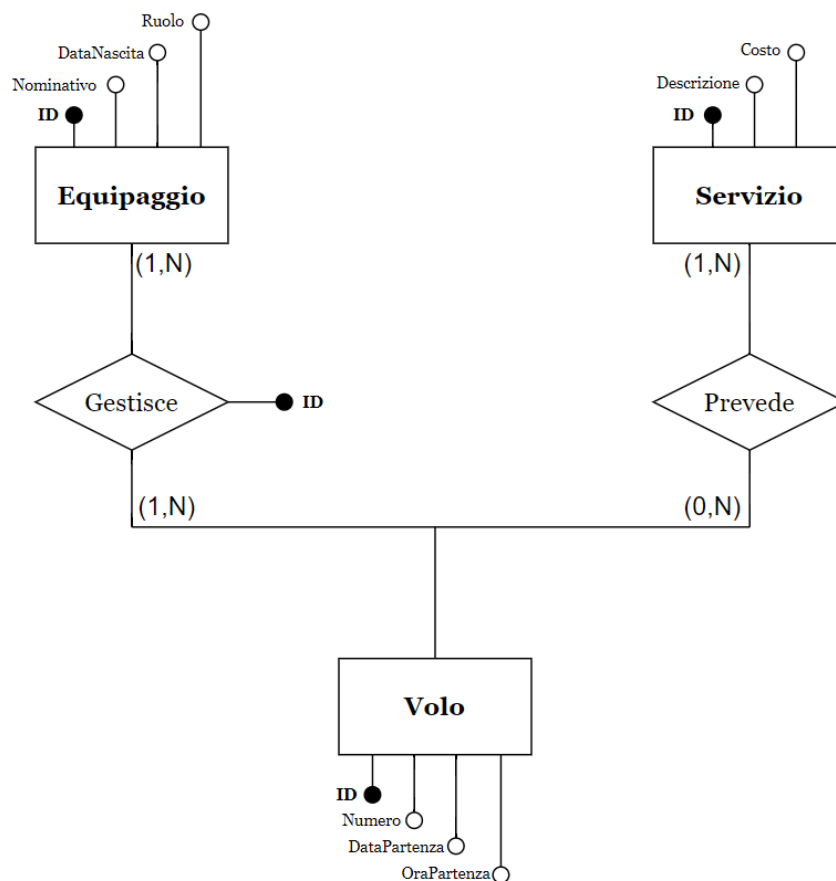 Ruolo
DataNascita
Nominativo
ID
Equipaggio
(1,N)
Gestisce
ID
(1,N)
Costo
Descrizione
ID
Servizio
(1,N)
Prevede
(0,N)
Volo
ID
Numero
DataPartenza
OraPartenza